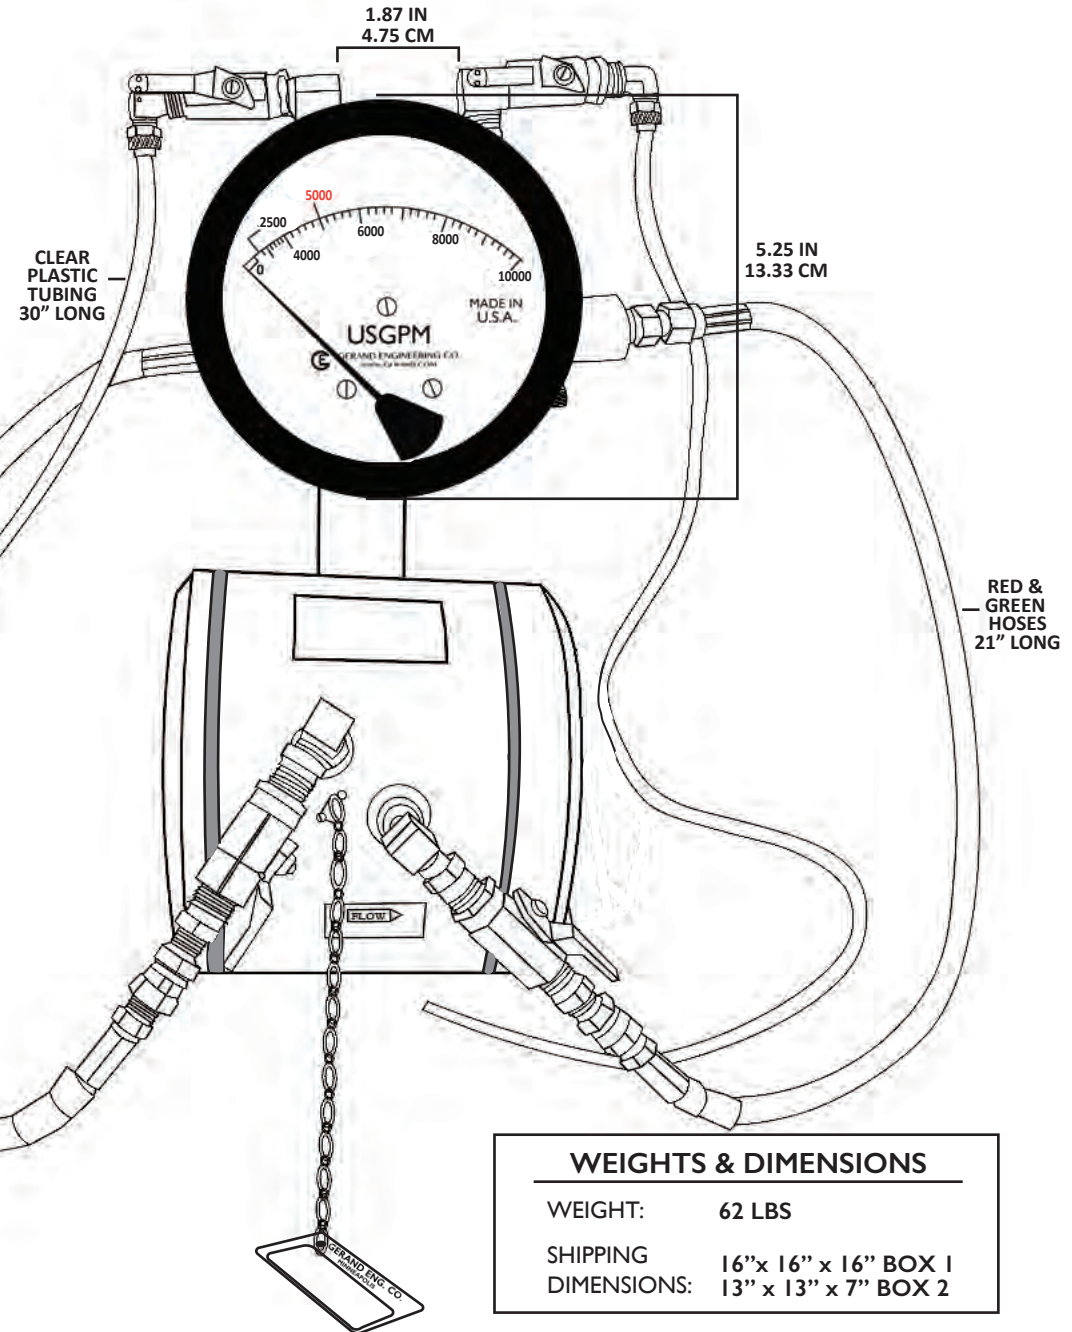 1.87 IN
4.75 CM
5000
2500
6000
8000
4000
0
10000
CLEAR
PLASTIC
TUBING
30” LONG
5.25 IN
13.33 CM
MADE IN
U.S.A.
USGPM
GERAND ENGINEERING CO.
RED &
GREEN
HOSES
21” LONG
FLOW
GERAND ENG. CO.
MINNEAPOLIS
WEIGHTS & DIMENSIONS
WEIGHT: 62 LBS
SHIPPING 16”x 16” x 16” BOX 1
DIMENSIONS: 13” x 13” x 7” BOX 2